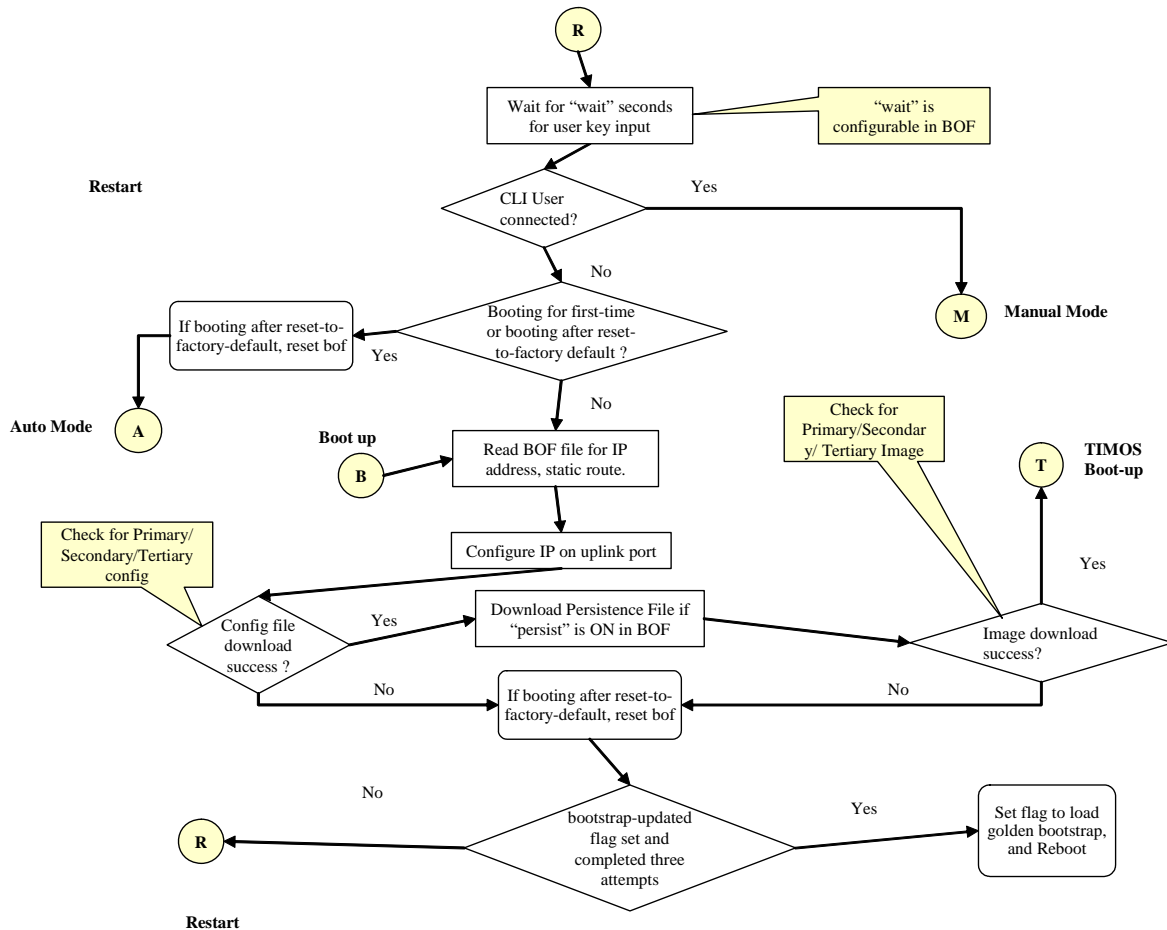 R
Wait for “wait” seconds
for user key input
“wait” is
configurable in BOF
Restart
CLI User
connected?
Yes
No
M
Manual Mode
If booting after reset-to-
factory-default, reset bof
Yes
Booting for first-time
or booting after reset-
to-factory default ?
No
Auto Mode
A
Boot up
B
Read BOF file for IP
address, static route.
Check for
Primary/Secondar
y/ Tertiary Image
T
TIMOS
Boot-up
Check for Primary/
Secondary/Tertiary
config
Configure IP on uplink port
Yes
Config file
download
success ?
Yes
Download Persistence File if
“persist” is ON in BOF
Image download
success?
No
If booting after reset-to-
factory-default, reset bof
No
No
bootstrap-updated
flag set and
completed three
attempts
Yes
Set flag to load
golden bootstrap,
and Reboot
R
Restart